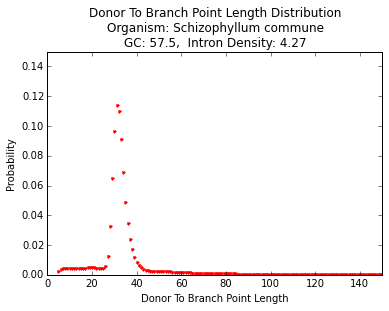 Donor To Branch Point Length Distribution
Organism: Schizophyllum commune
GC: 57.5,  Intron Density: 4.27
0.14
0.12
0.10
0.08
0.06
0.04
0.02
0.00
Probability
0 20 40 60 80 100 120 140
Donor To Branch Point Length